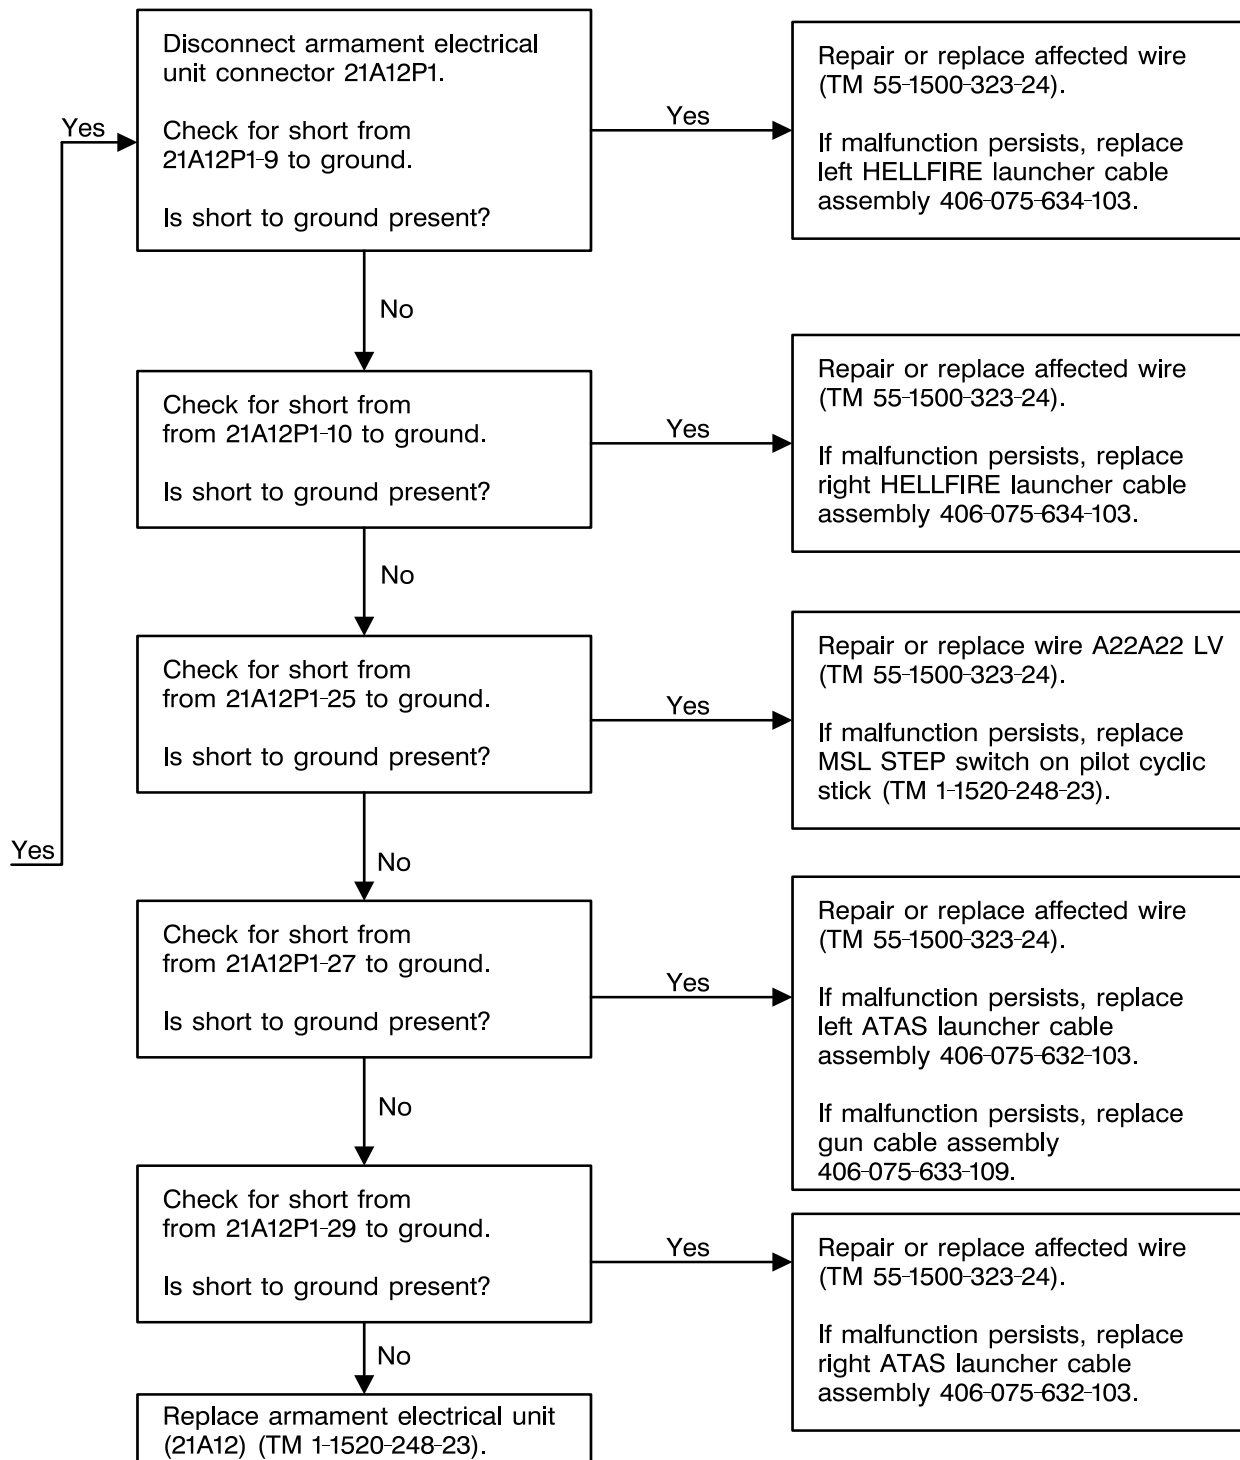 Disconnect armament electrical
unit connector 21A12P1.
Check for short from
21A12P1-9 to ground.
Is short to ground present?
Yes
Yes
Repair or replace affected wire
(TM 55-1500-323-24).
If malfunction persists, replace
left HELLFIRE launcher cable
assembly 406-075-634-103.
No
Check for short from
from 21A12P1-10 to ground.
Is short to ground present?
Yes
Repair or replace affected wire
(TM 55-1500-323-24).
If malfunction persists, replace
right HELLFIRE launcher cable
assembly 406-075-634-103.
No
Check for short from
from 21A12P1-25 to ground.
Is short to ground present?
Yes
Repair or replace wire A22A22 LV
(TM 55-1500-323-24).
If malfunction persists, replace
MSL STEP switch on pilot cyclic
stick (TM 1-1520-248-23).
Yes
No
Check for short from
from 21A12P1-27 to ground.
Is short to ground present?
Yes
Repair or replace affected wire
(TM 55-1500-323-24).
If malfunction persists, replace
left ATAS launcher cable
assembly 406-075-632-103.
If malfunction persists, replace
gun cable assembly
406-075-633-109.
No
Check for short from
from 21A12P1-29 to ground.
Is short to ground present?
Yes
Repair or replace affected wire
(TM 55-1500-323-24).
If malfunction persists, replace
right ATAS launcher cable
assembly 406-075-632-103.
No
Replace armament electrical unit
(21A12) (TM 1-1520-248-23).